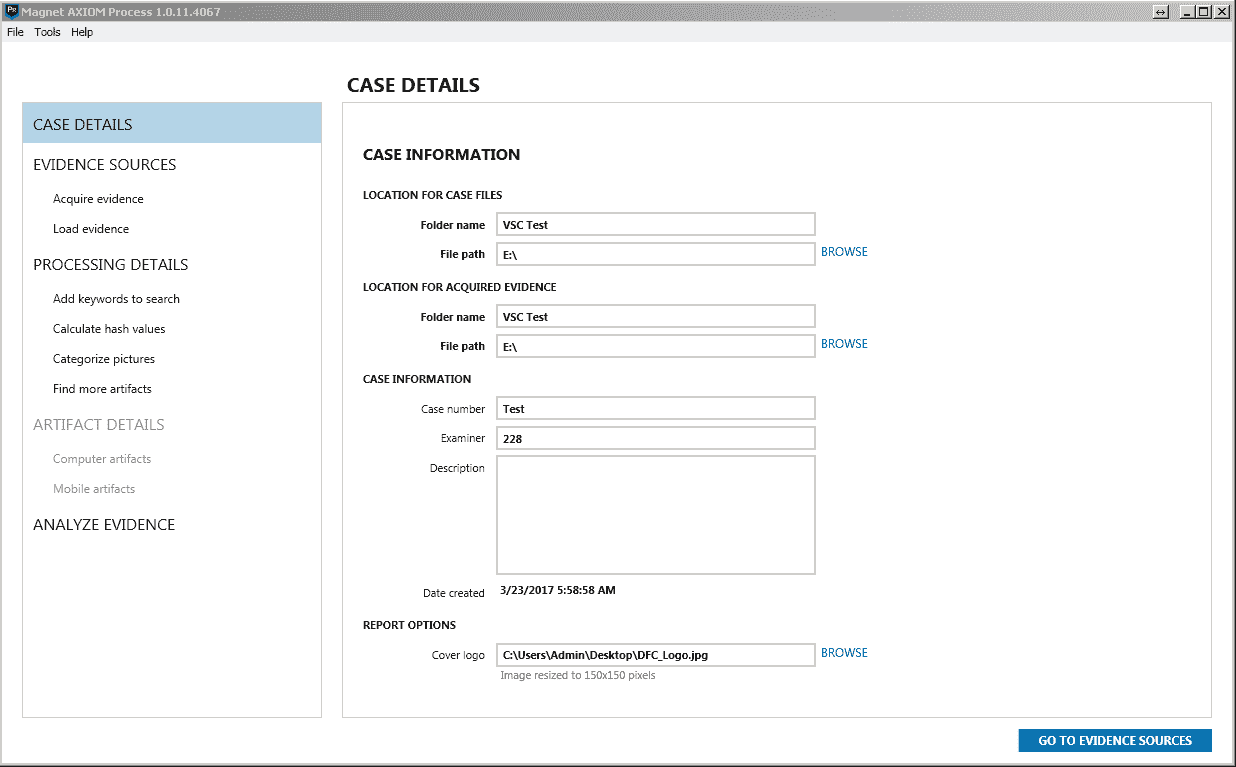 Magnet AXIOM Process 1.0.11.4067
File Tools Help
CASE DETAILS
CASE DETAILS
EVIDENCE SOURCES
Acquire evidence
Load evidence
PROCESSING DETAILS
Add keywords to search
Calculate hash values
Categorize pictures
Find more artifacts
ARTIFACT DETAILS
Computer artifacts
Mobile artifacts
ANALYZE EVIDENCE
CASE INFORMATION
LOCATION FOR CASE FILES
Folder name VSC Test
File path E:\ BROWSE
LOCATION FOR ACQUIRED EVIDENCE
Folder name VSC Test
File path E:\ BROWSE
CASE INFORMATION
Case number Test
Examiner 228
Description
Date created 3/23/2017 5:58:58 AM
REPORT OPTIONS
Cover logo C:\Users\Admin\Desktop\DFC_Logo.jpg BROWSE
Image resized to 150x150 pixels
GO TO EVIDENCE SOURCES